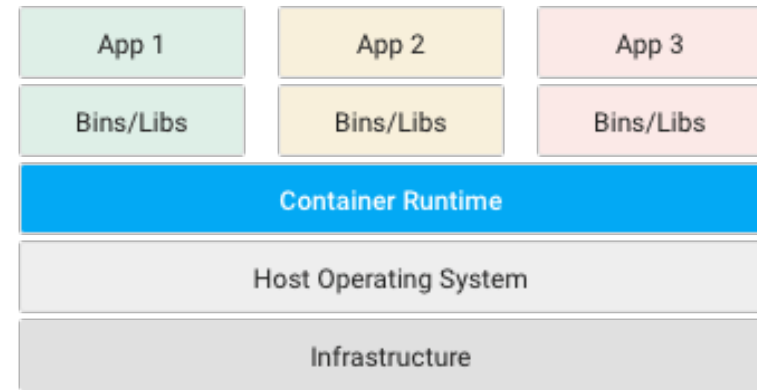 App 1 App 2 App 3
Bins/Libs Bins/Libs Bins/Libs
Container Runtime
Host Operating System
Infrastructure